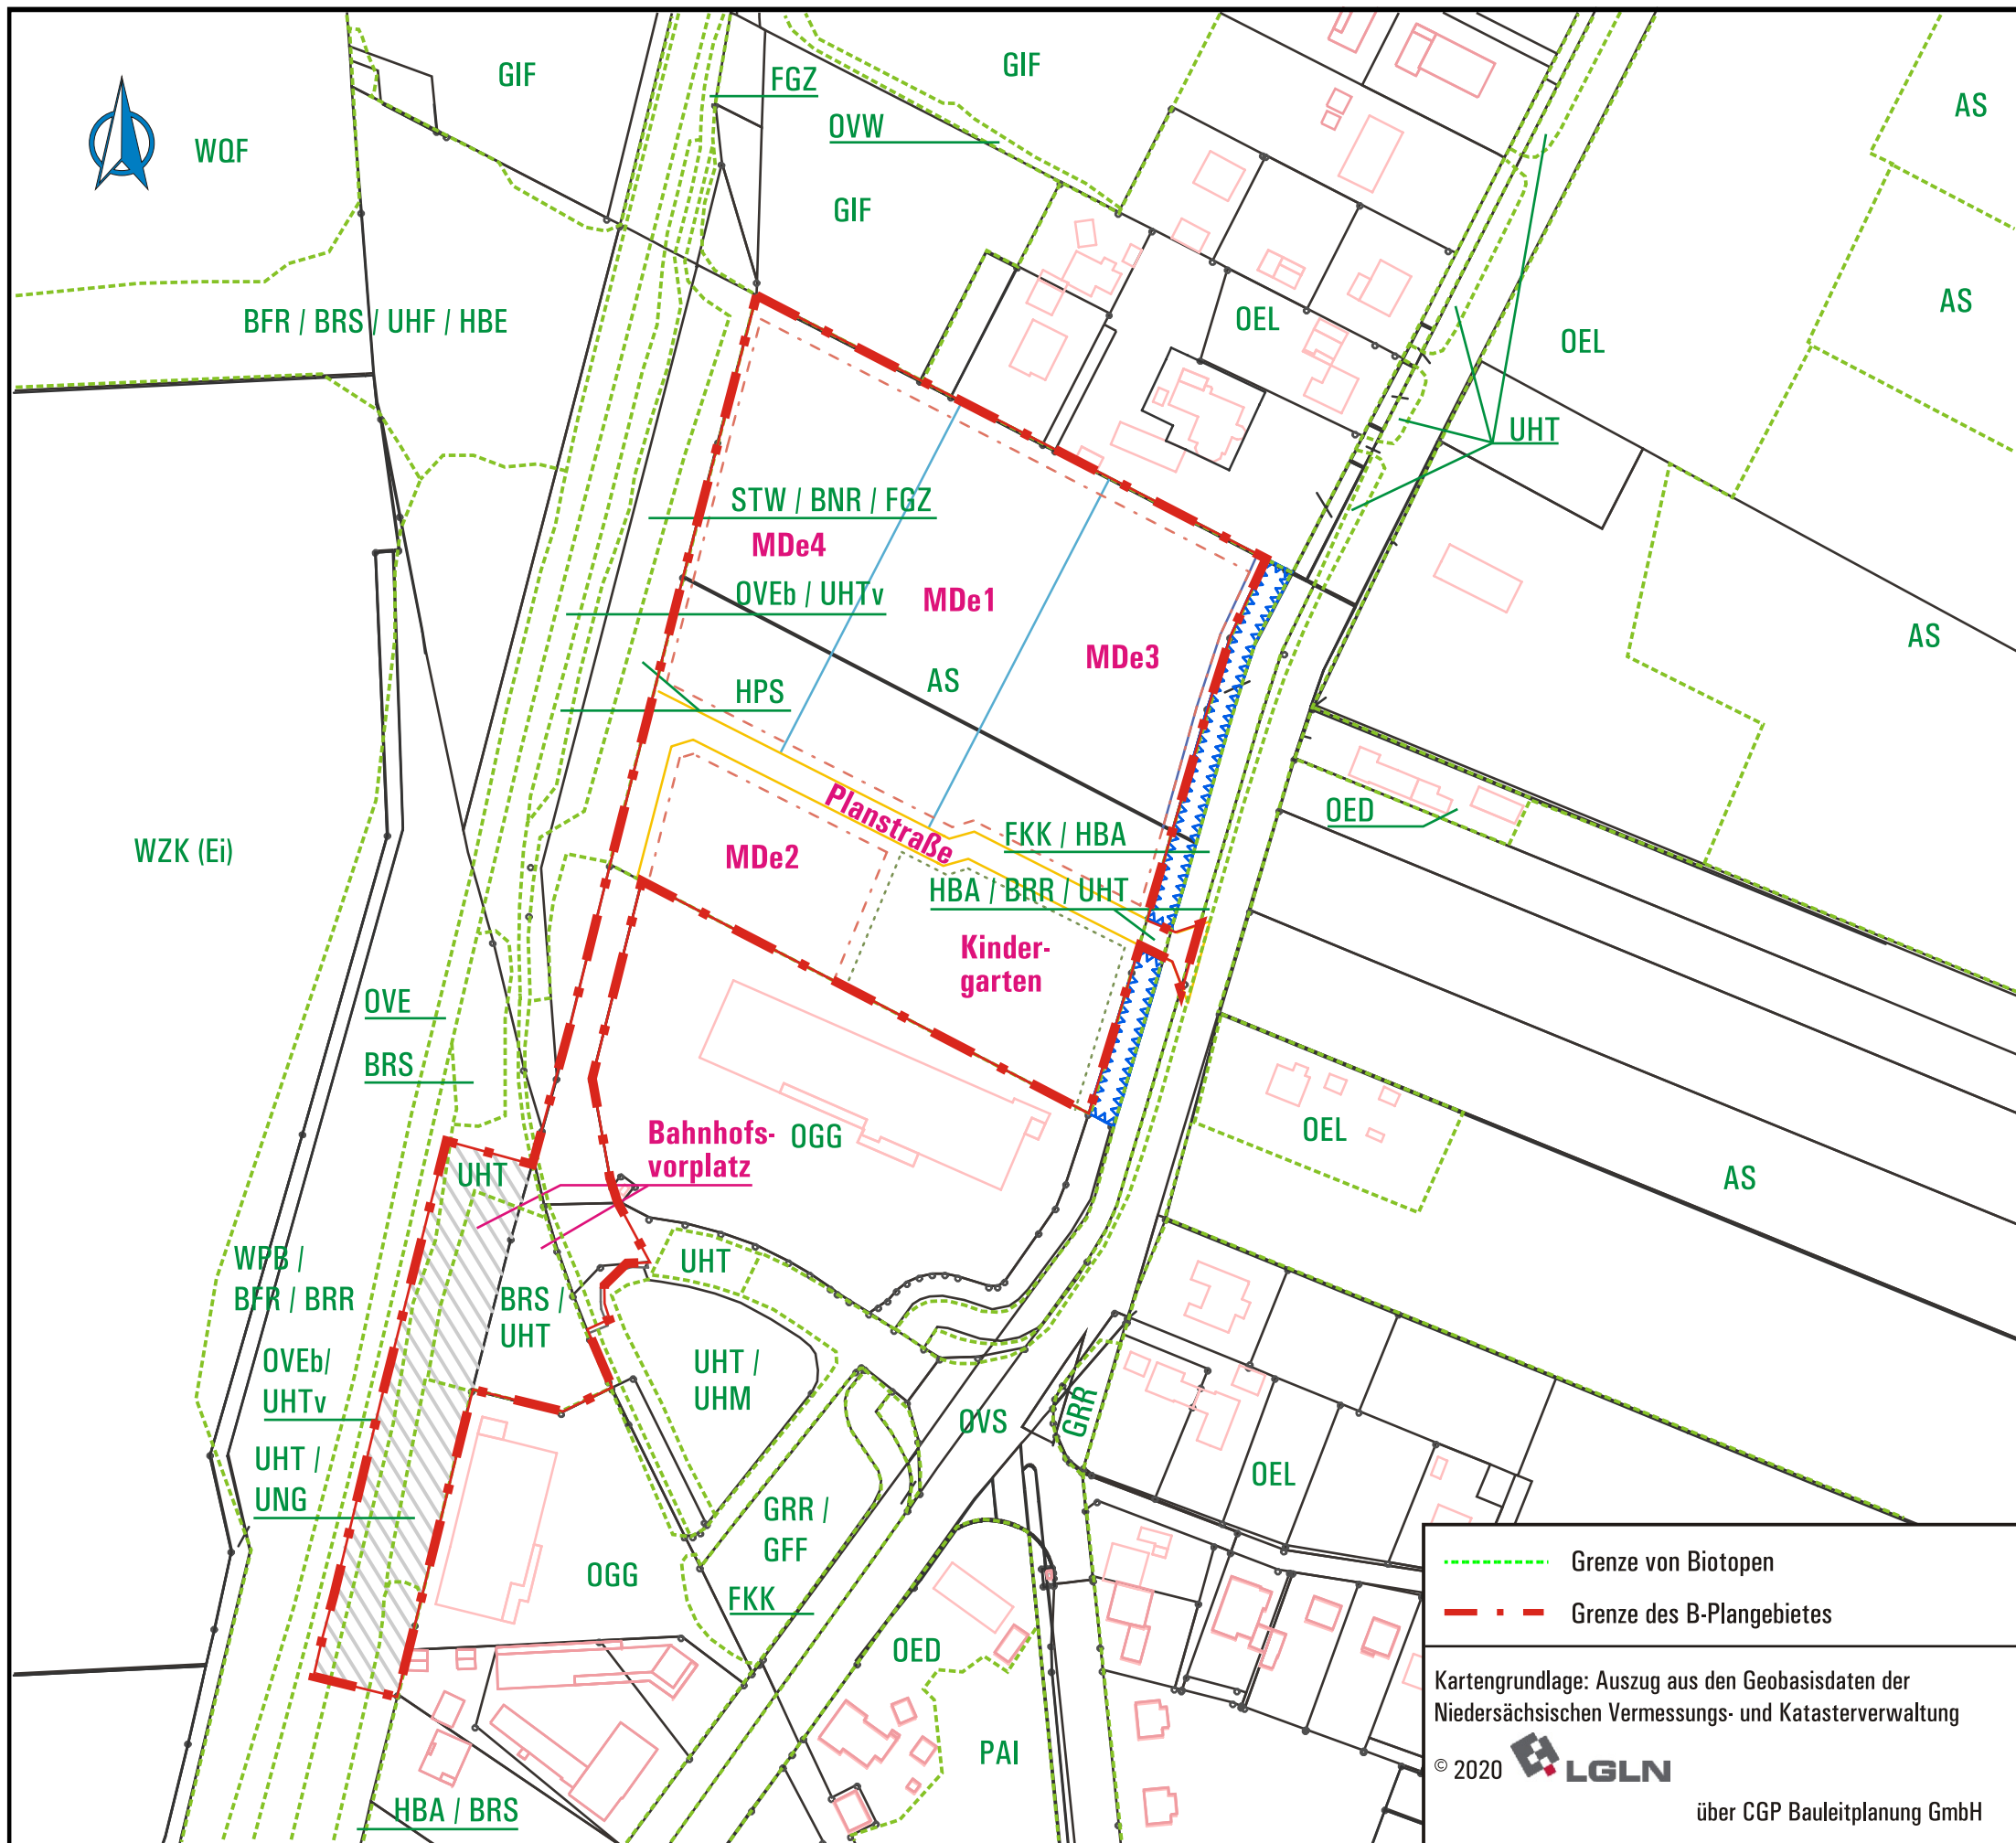 GIF
FGZ
GIF
AS
OVW
WQF
GIF
AS
BFR / BRS / UHF / HBE
OEL
OEL
UHT
STW / BNR / FGZ
MDe4
OVEb / UHTv
MDe1
AS
MDe3
AS
HPS
Planstraße
OED
FKK / HBA
WZK (Ei)
MDe2
HBA / BRR / UHT
Kinder-
garten
OVE
BRS
Bahnhofs-
vorplatz
OGG
OEL
UHT
AS
WPB /
BFR / BRR
UHT
BRS /
UHT
OVEb/
UHTv
UHT /
UHM
GRR
OVS
UHT /
UNG
OEL
GRR /
GFF
OGG
FKK
OED
PAI
HBA / BRS
Grenze von Biotopen
Grenze des B-Plangebietes
Kartengrundlage: Auszug aus den Geobasisdaten der
Niedersächsischen Vermessungs- und Katasterverwaltung
© 2020 LGLN
über CGP Bauleitplanung GmbH